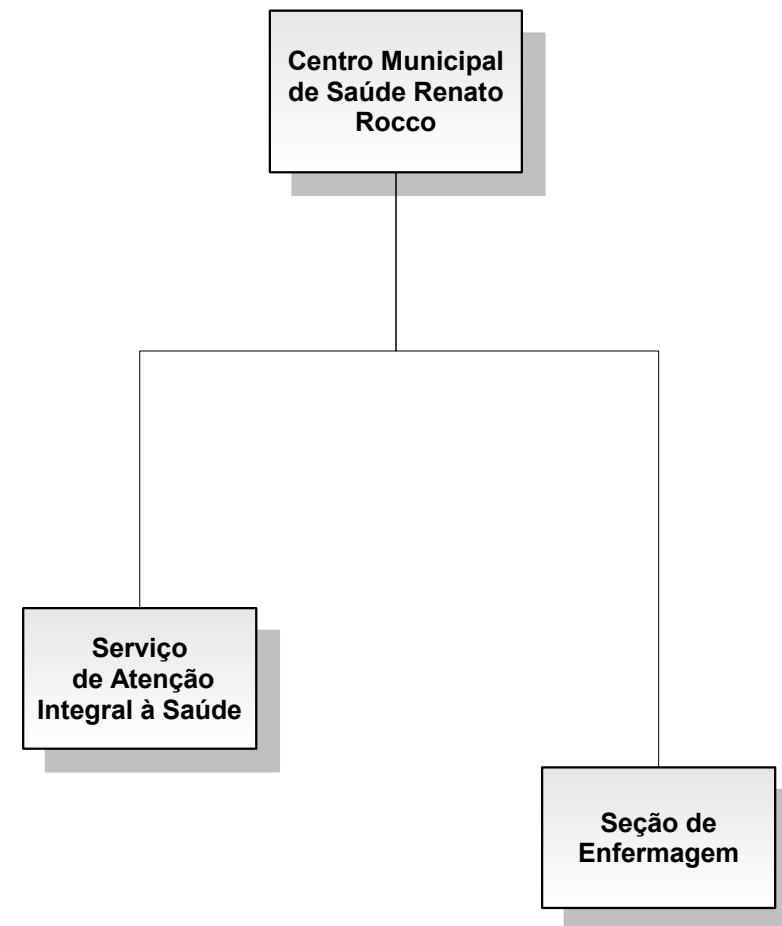 Centro Municipal
de Saúde Renato
Rocco
Serviço
de Atenção
Integral à Saúde
Seção de
Enfermagem